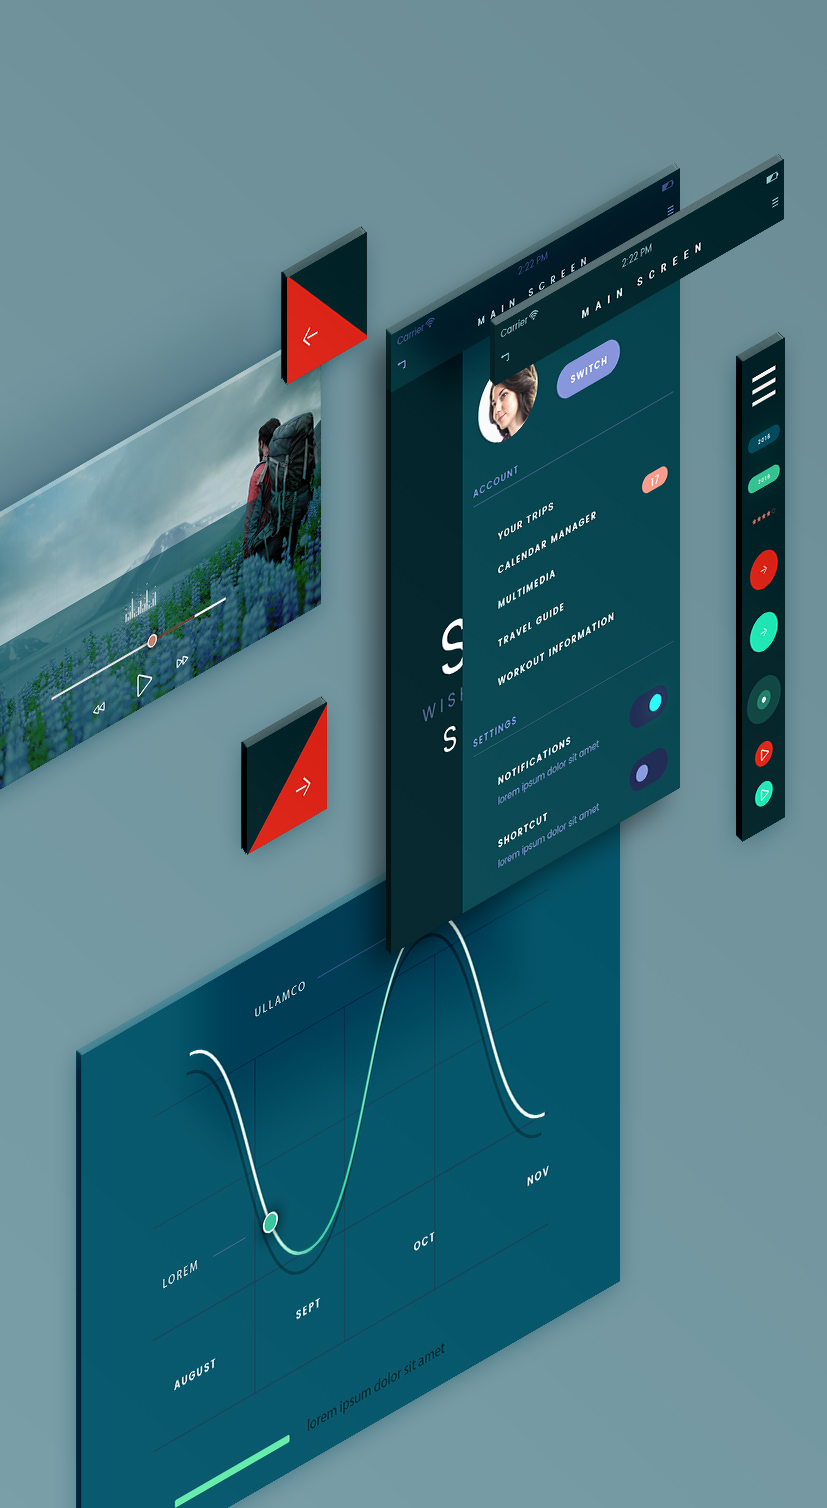 2:22 PM
MAIN SCREEN
Carrier
2:22 PM
MAIN SCREEN
Carrier
SWITCH
ACCOUNT
17
YOUR TRIPS
CALENDAR MANAGER
MULTIMEDIA
TRAVEL GUIDE
WORKOUT INFORMATION
S
WIS
S
SETTINGS
NOTIFICATIONS
lorem ipsum dolor sit amet
SHORTCUT
lorem ipsum dolor sit amet
2016
2016
ULLAMCO
LOREM
AUGUST
SEPT
OCT
NOV
lorem ipsum dolor sit amet